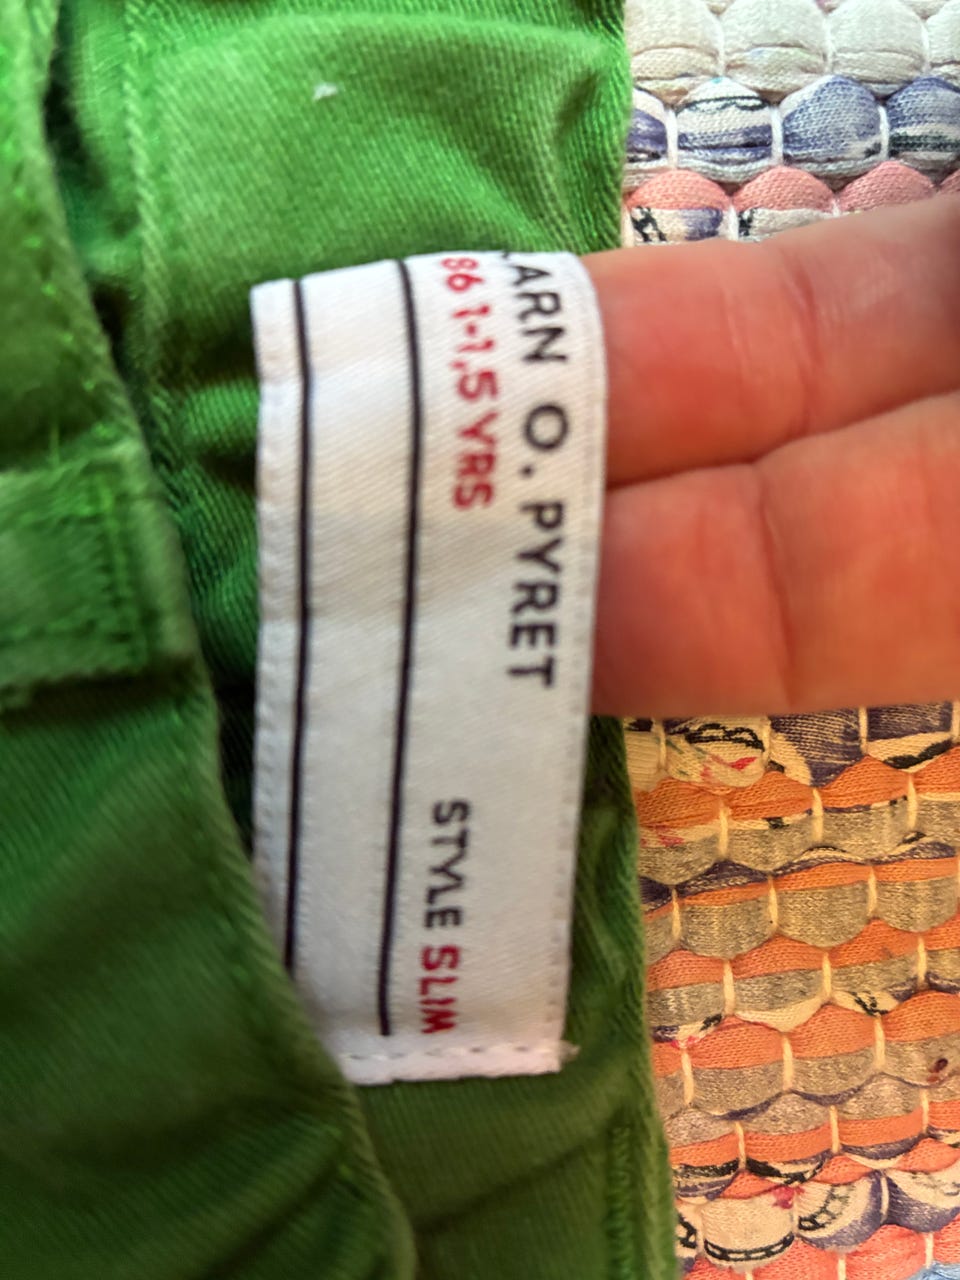 ARN O. PYRET
86 1-1,5 YRS
STYLE SLIM